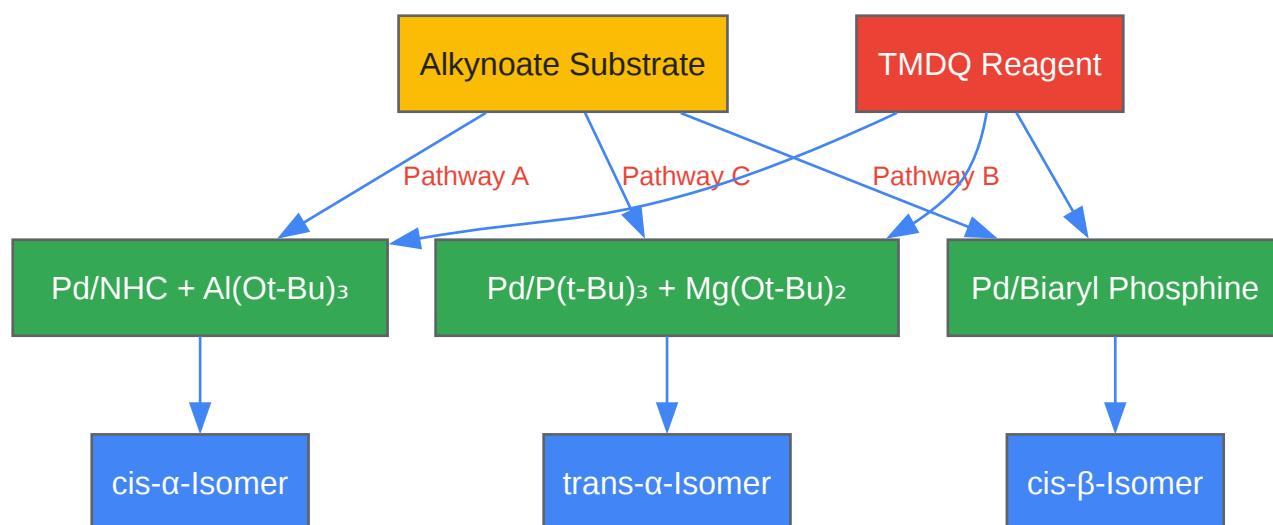 Alkynoate Substrate
TMDQ Reagent
Pathway A
Pathway C
Pathway B
Pd/NHC + Al(Ot-Bu)₃
Pd/P(t-Bu)₃ + Mg(Ot-Bu)₂
Pd/Biaryl Phosphine
cis-α-Isomer
trans-α-Isomer
cis-β-Isomer